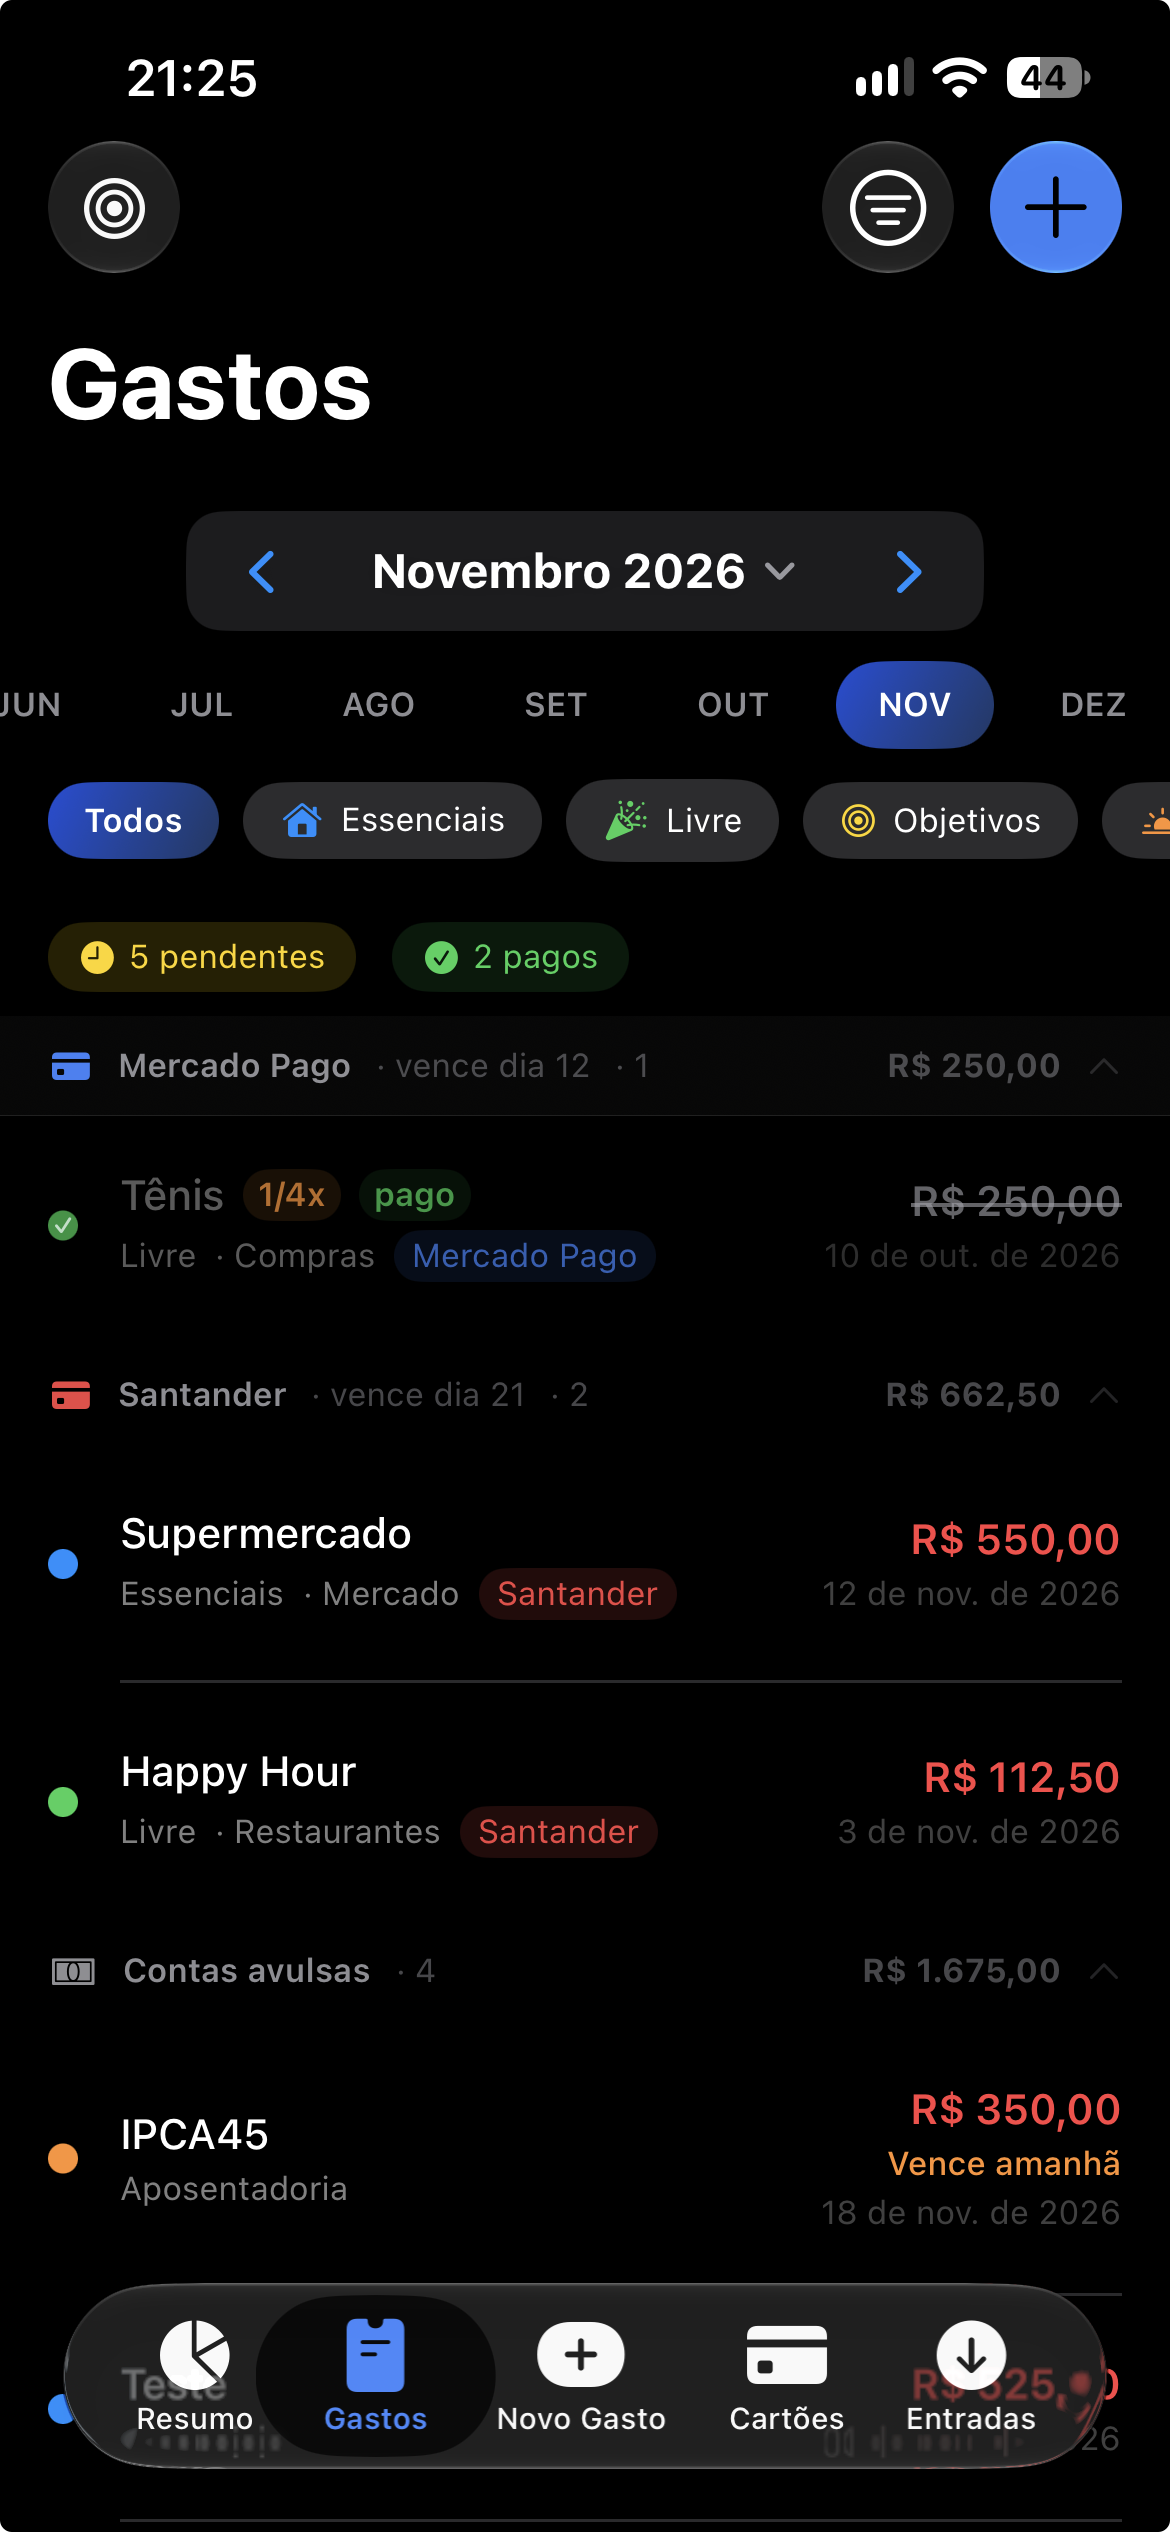 21:25
44
Gastos
Novembro 2026
JUN JUL AGO SET OUT NOV DEZ
Todos Essenciais Livre Objetivos
5 pendentes 2 pagos
Mercado Pago · vence dia 12 · 1 R$ 250,00
Tênis 1/4x pago R$ 250,00
Livre · Compras Mercado Pago 10 de out. de 2026
Santander · vence dia 21 · 2 R$ 662,50
Supermercado R$ 550,00
Essenciais · Mercado Santander 12 de nov. de 2026
Happy Hour R$ 112,50
Livre · Restaurantes Santander 3 de nov. de 2026
Contas avulsas · 4 R$ 1.675,00
IPCA45 R$ 350,00
Vence amanhã
Aposentadoria 18 de nov. de 2026
Teste
Resumo Gastos Novo Gasto Cartões Entradas